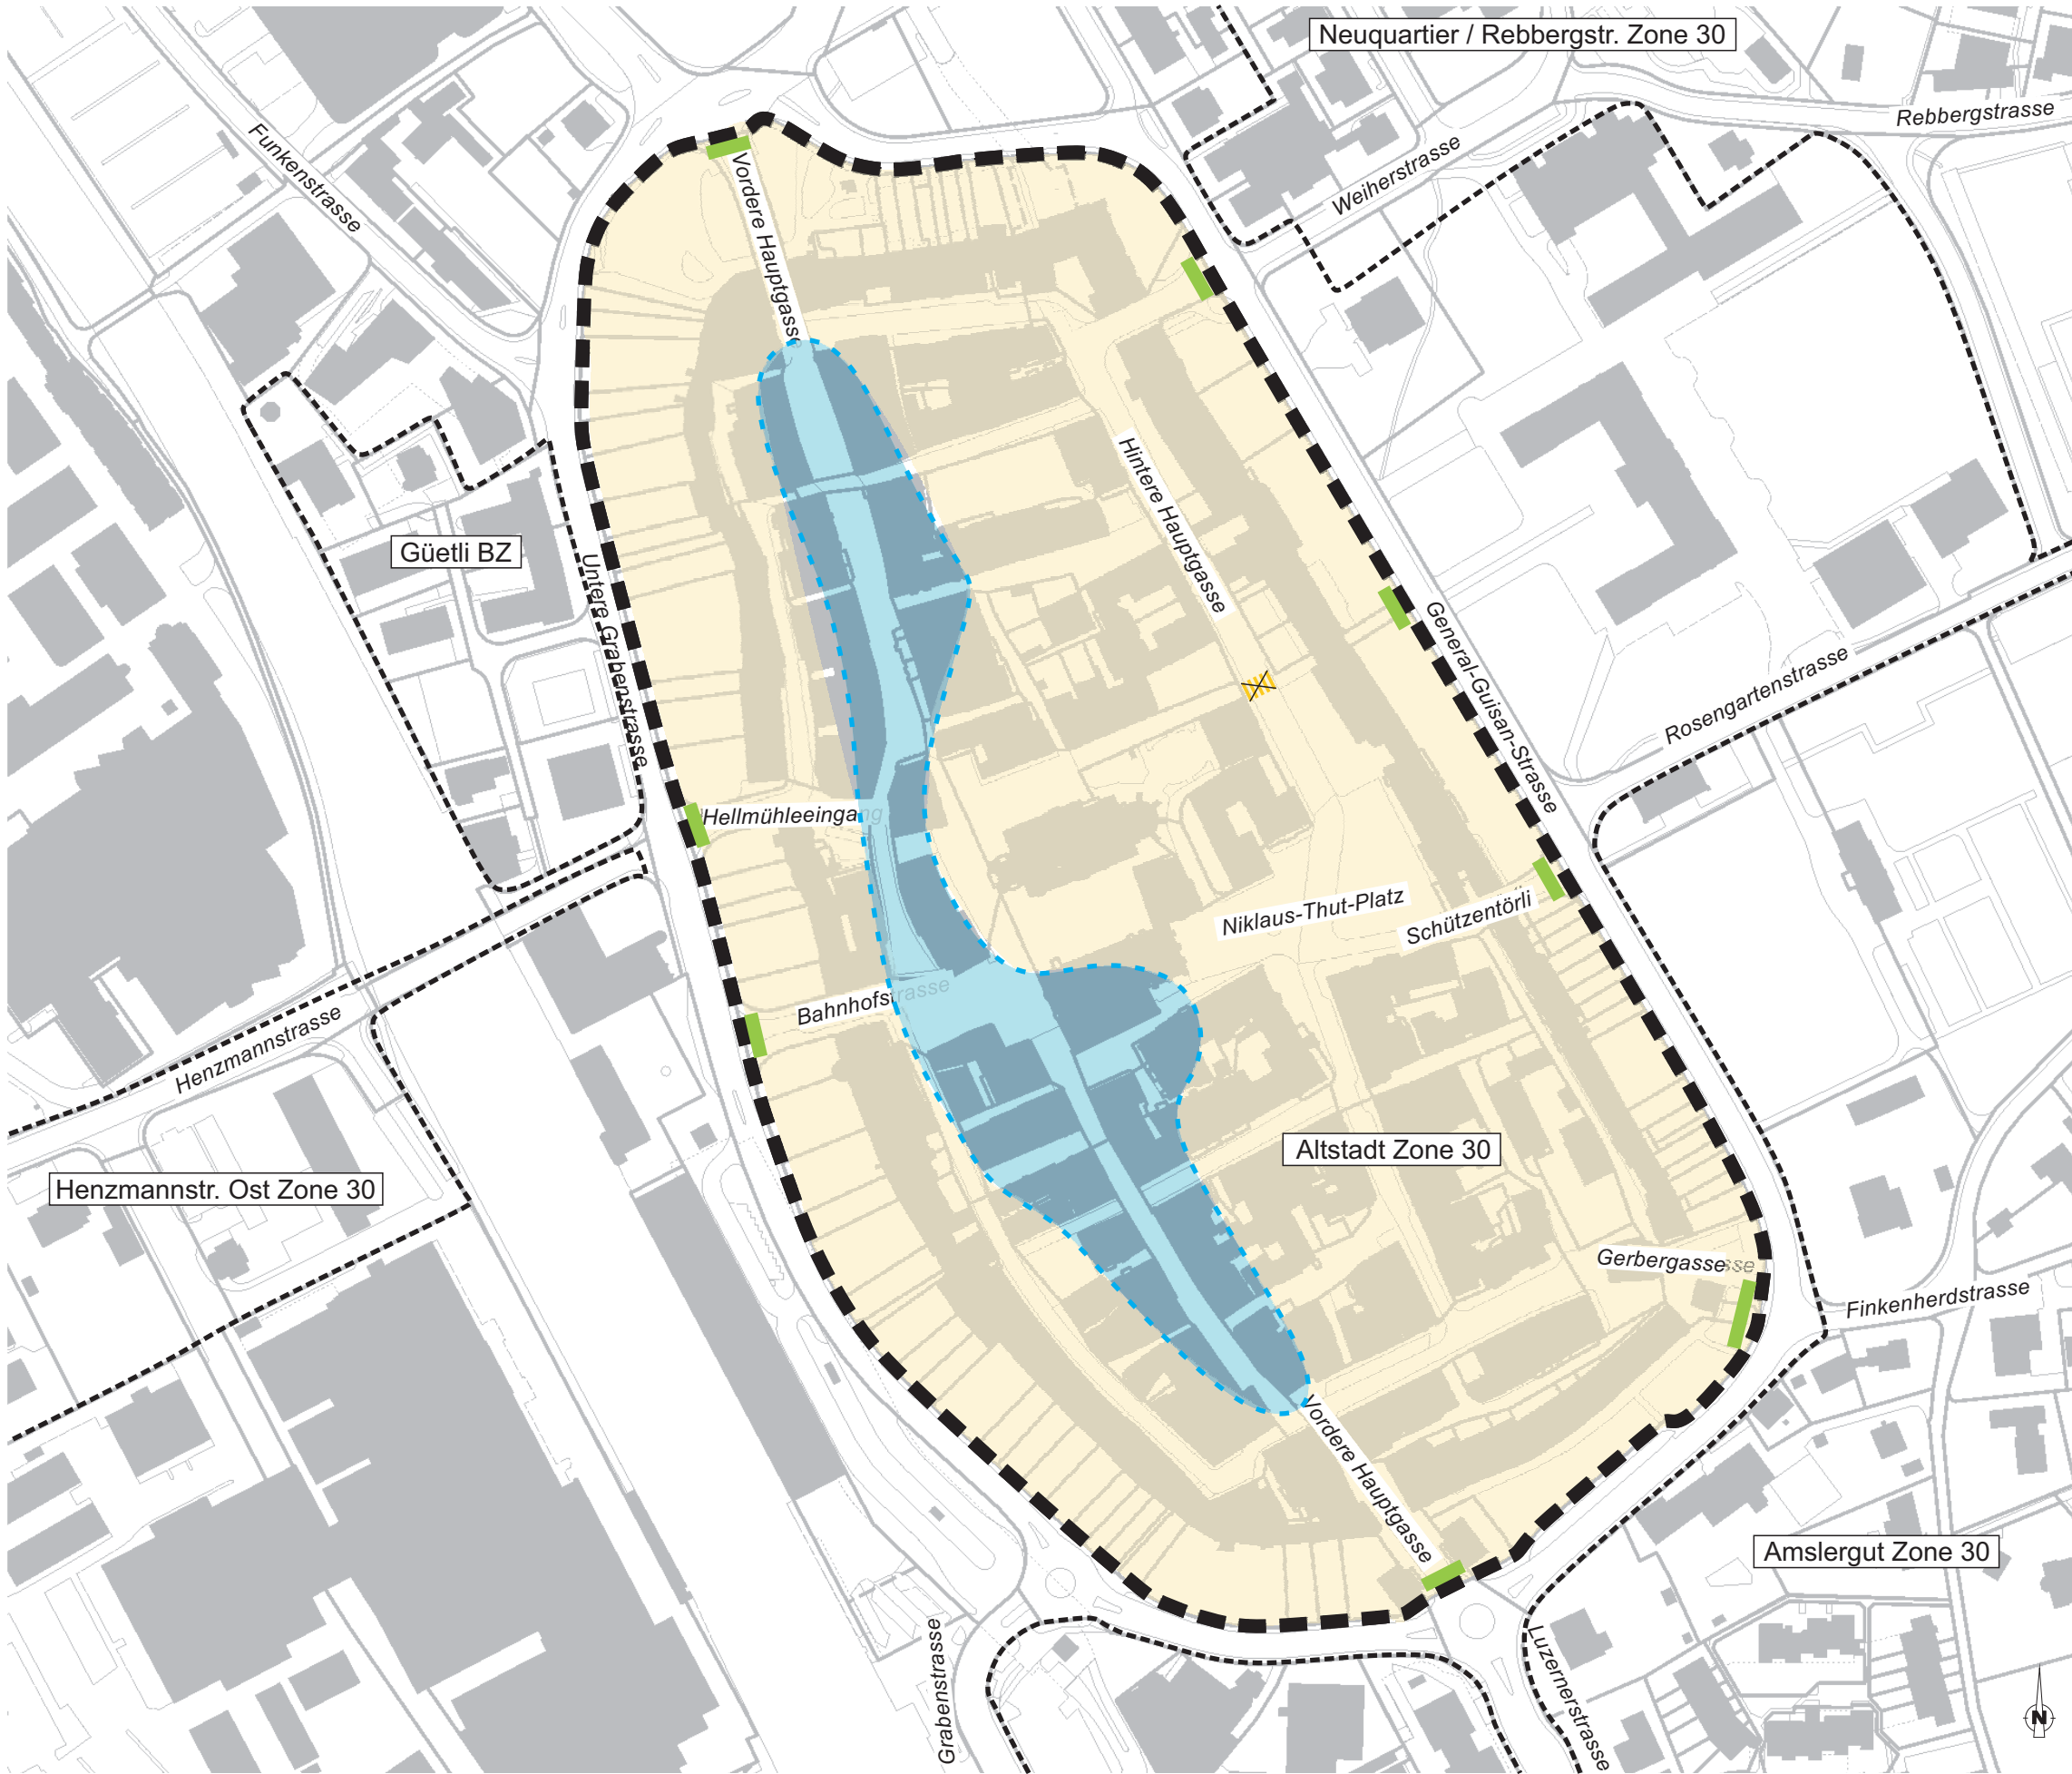 Neuquartier / Rebbergstr. Zone 30
Rebbergstrasse
Funkenstrasse
Weiherstrasse
Vordere Hauptgasse
Hintere Hauptgasse
Güetli BZ
Untere Grabenstrasse
General-Guisan-Strasse
Rosengartenstrasse
Hellmühleeingang
Niklaus-Thut-Platz
Schützentörli
Bahnhofstrasse
Henzmannstrasse
Altstadt Zone 30
Henzmannstr. Ost Zone 30
Gerbergasse
Finkenherdstrasse
Vordere Hauptgasse
Amslergut Zone 30
Grabenstrasse
Luzernerstrasse
N